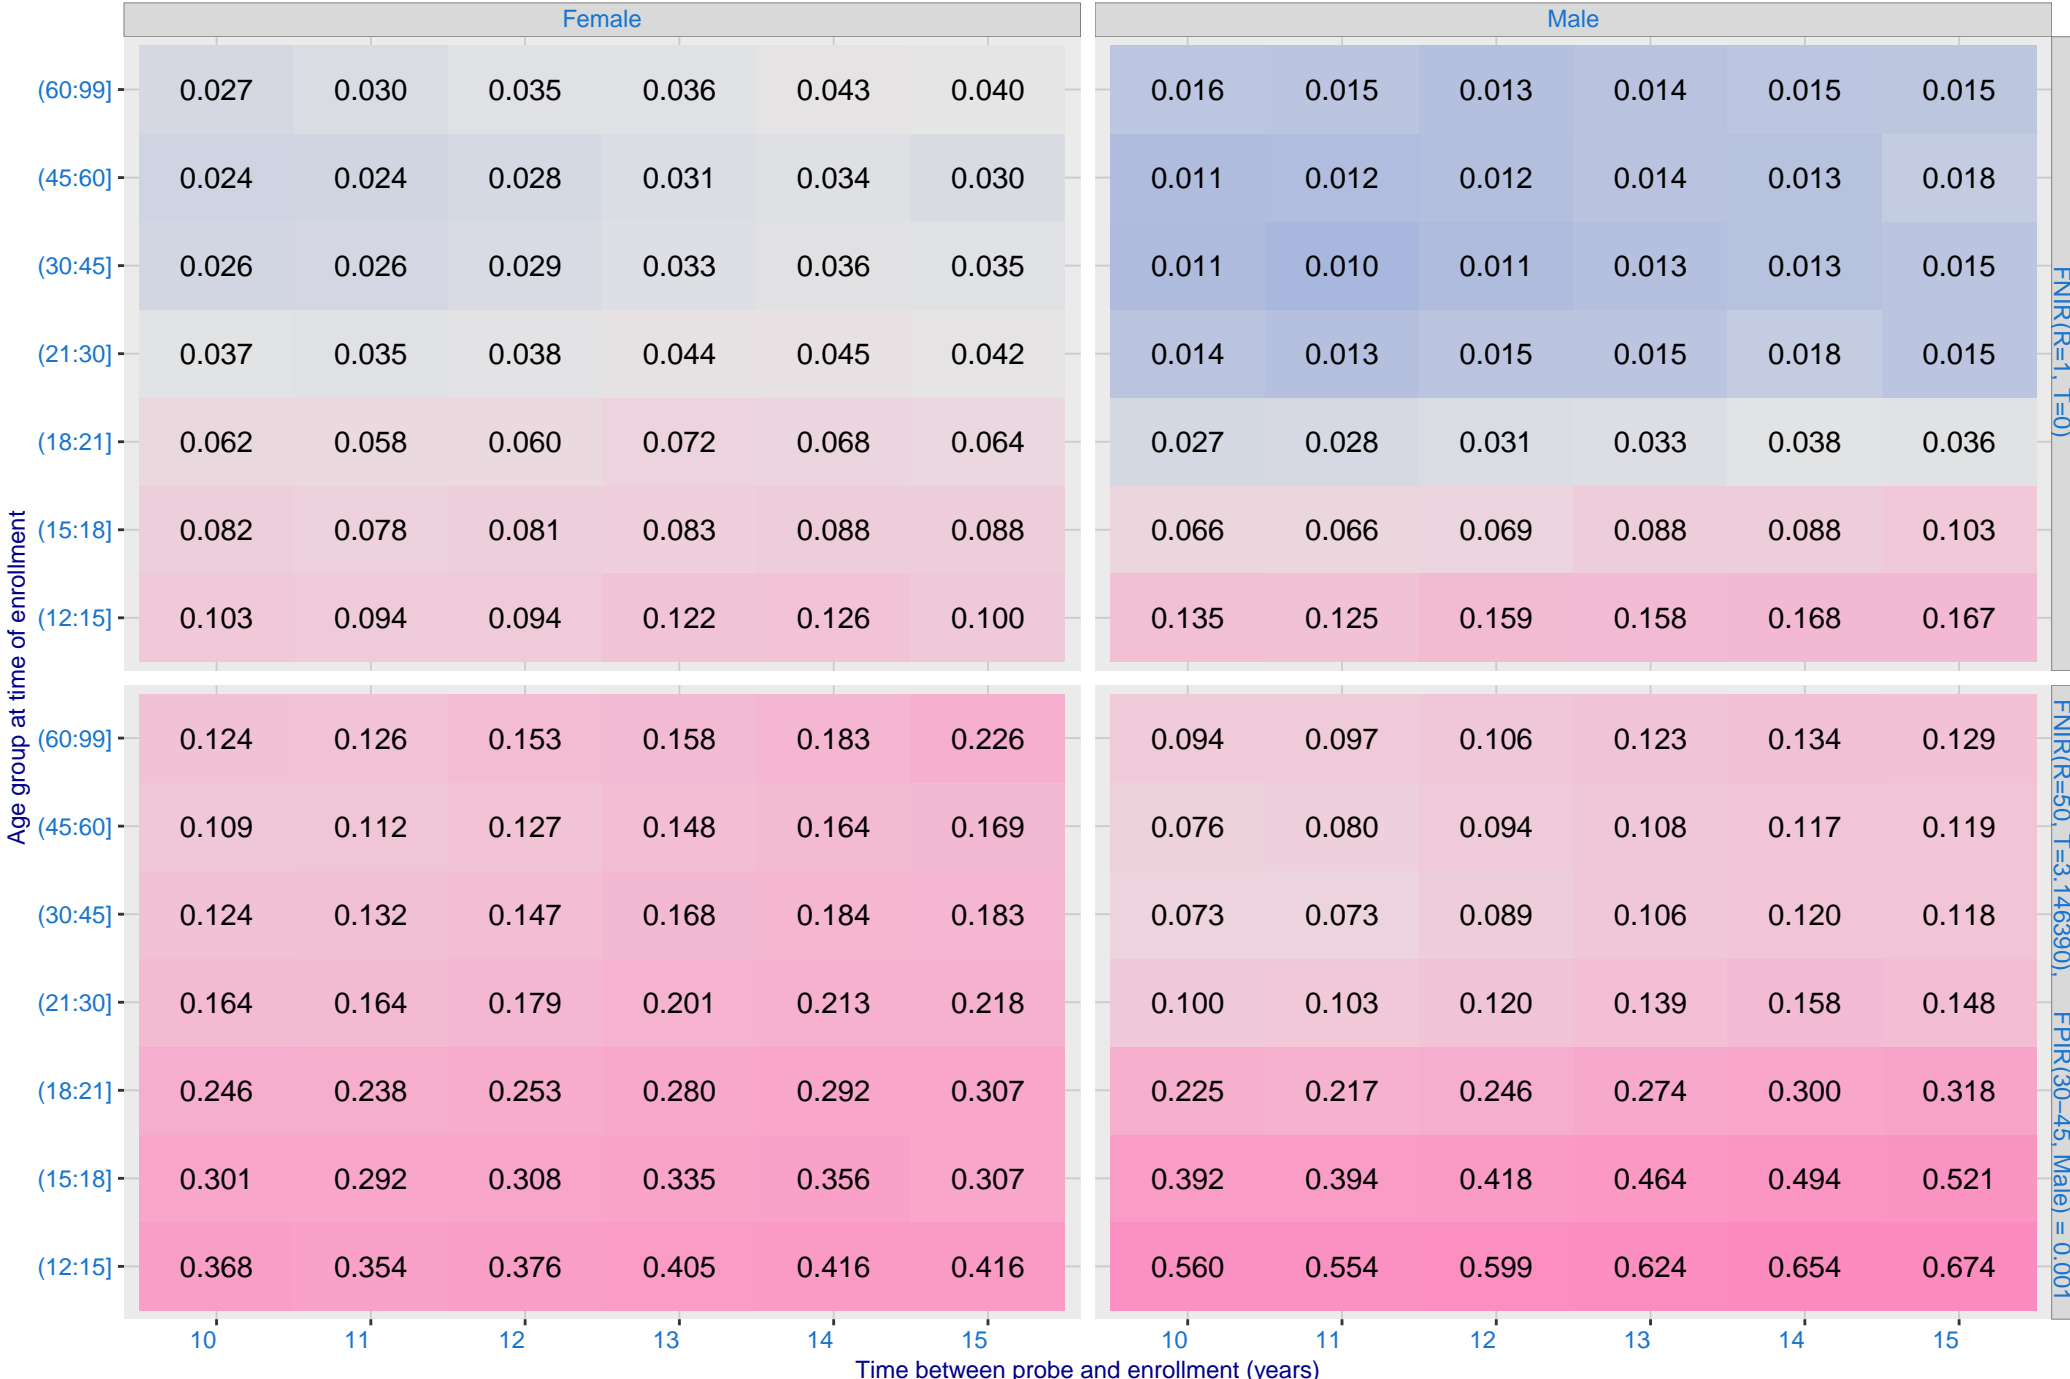 Female Male
(60:99] 0.027 0.030 0.035 0.036 0.043 0.040 0.016 0.015 0.013 0.014 0.015 0.015
(45:60] 0.024 0.024 0.028 0.031 0.034 0.030 0.011 0.012 0.012 0.014 0.013 0.018
(30:45] 0.026 0.026 0.029 0.033 0.036 0.035 0.011 0.010 0.011 0.013 0.013 0.015
(21:30] 0.037 0.035 0.038 0.044 0.045 0.042 0.014 0.013 0.015 0.015 0.018 0.015
(18:21] 0.062 0.058 0.060 0.072 0.068 0.064 0.027 0.028 0.031 0.033 0.038 0.036
(15:18] 0.082 0.078 0.081 0.083 0.088 0.088 0.066 0.066 0.069 0.088 0.088 0.103
(12:15] 0.103 0.094 0.094 0.122 0.126 0.100 0.135 0.125 0.159 0.158 0.168 0.167
FNIR(R=1, T=0)
Age group at time of enrollment
(60:99] 0.124 0.126 0.153 0.158 0.183 0.226 0.094 0.097 0.106 0.123 0.134 0.129
(45:60] 0.109 0.112 0.127 0.148 0.164 0.169 0.076 0.080 0.094 0.108 0.117 0.119
(30:45] 0.124 0.132 0.147 0.168 0.184 0.183 0.073 0.073 0.089 0.106 0.120 0.118
(21:30] 0.164 0.164 0.179 0.201 0.213 0.218 0.100 0.103 0.120 0.139 0.158 0.148
(18:21] 0.246 0.238 0.253 0.280 0.292 0.307 0.225 0.217 0.246 0.274 0.300 0.318
(15:18] 0.301 0.292 0.308 0.335 0.356 0.307 0.392 0.394 0.418 0.464 0.494 0.521
(12:15] 0.368 0.354 0.376 0.405 0.416 0.416 0.560 0.554 0.599 0.624 0.654 0.674
FNIR(R=50, T=3.146390), FPIR(30−45, Male) = 0.001
10 11 12 13 14 15 10 11 12 13 14 15
Time between probe and enrollment (years)